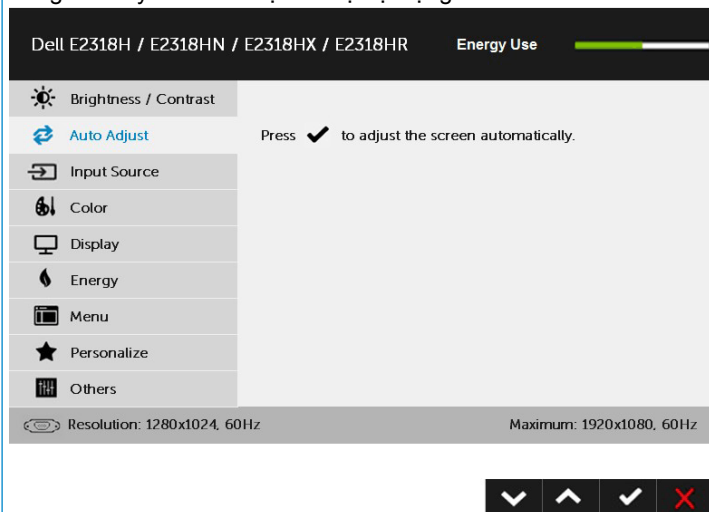 Dell E2318H / E2318HN / E2318HX / E2318HR Energy Use
Brightness / Contrast
Auto Adjust
Press ✔ to adjust the screen automatically.
Input Source
Color
Display
Energy
Menu
Personalize
Others
Resolution: 1280x1024, 60Hz Maximum: 1920x1080, 60Hz